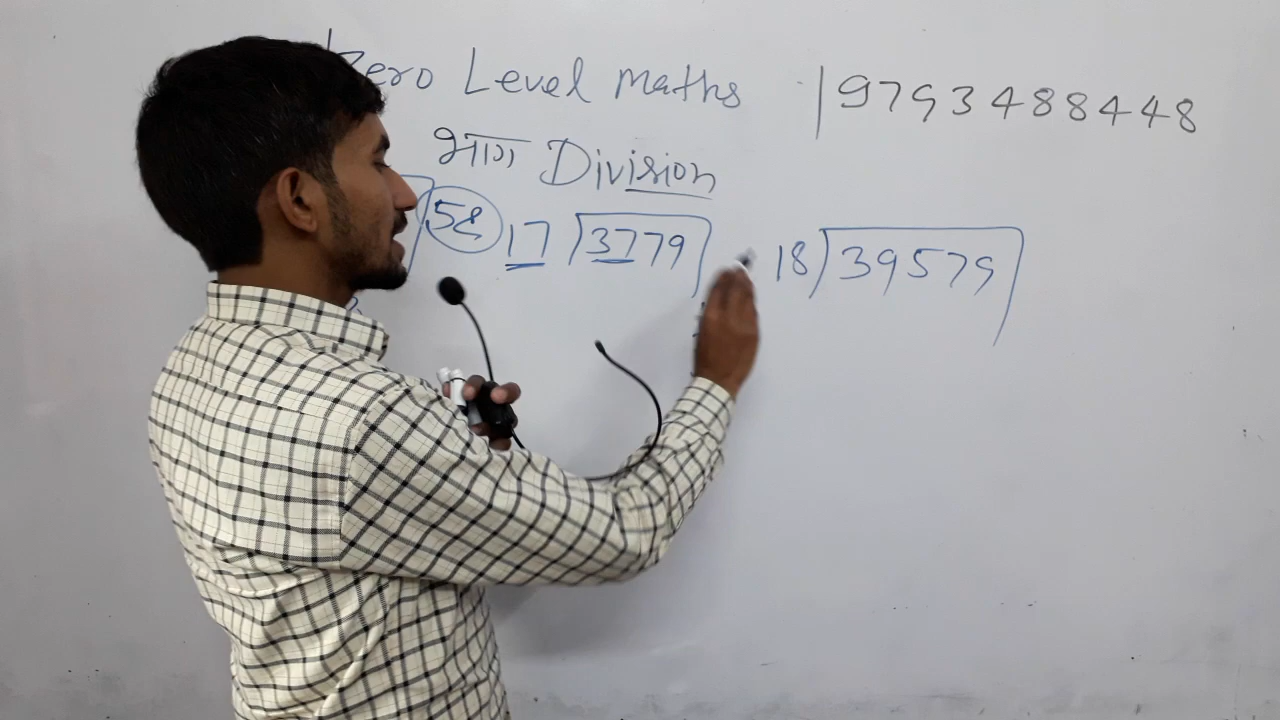 Zero Level Maths
9793488448
भाग Division
58 17 3779 18 39579